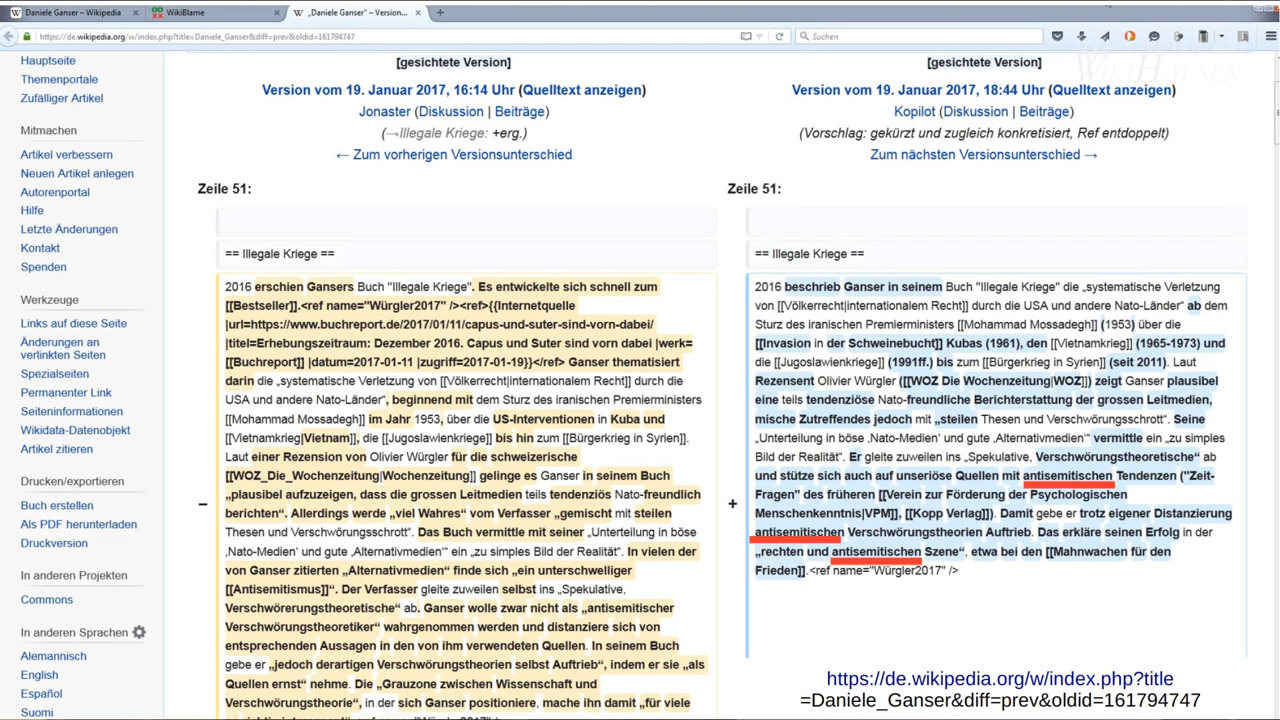 Daniele Ganser – Wikipedia
WikiBlame
„Daniele Ganser“ – Version...
https://de.wikipedia.org/w/index.php?title=Daniele_Ganser&diff=prev&oldid=161794747
Suchen
WIKIHAUSEN
Hauptseite
Themenportale
Zufälliger Artikel
Mitmachen
Artikel verbessern
Neuen Artikel anlegen
Autorenportal
Hilfe
Letzte Änderungen
Kontakt
Spenden
Werkzeuge
Links auf diese Seite
Änderungen an
verlinkten Seiten
Spezialseiten
Permanenter Link
Seiteninformationen
Wikidata-Datenobjekt
Artikel zitieren
Drucken/exportieren
Buch erstellen
Als PDF herunterladen
Druckversion
In anderen Projekten
Commons
In anderen Sprachen
Alemannisch
English
Español
Suomi
[gesichtete Version]
Version vom 19. Januar 2017, 16:14 Uhr (Quelltext anzeigen)
Jonaster (Diskussion | Beiträge)
(→Illegale Kriege: +erg.)
← Zum vorherigen Versionsunterschied
Zeile 51:
== Illegale Kriege ==
−
2016 erschien Gansers Buch "Illegale Kriege". Es entwickelte sich schnell zum
[[Bestseller]].<ref name="Würgler2017" /><ref>{{Internetquelle
|url=https://www.buchreport.de/2017/01/11/capus-und-suter-sind-vorn-dabei/
|titel=Erhebungszeitraum: Dezember 2016. Capus und Suter sind vorn dabei |werk=
[[Buchreport]] |datum=2017-01-11 |zugriff=2017-01-19}}</ref> Ganser thematisiert
darin die „systematische Verletzung von [[Völkerrecht|internationalem Recht]] durch die
USA und andere Nato-Länder“, beginnend mit dem Sturz des iranischen Premierministers
[[Mohammad Mossadegh]] im Jahr 1953, über die US-Interventionen in Kuba und
[[Vietnamkrieg|Vietnam]], die [[Jugoslawienkriege]] bis hin zum [[Bürgerkrieg in Syrien]].
Laut einer Rezension von Olivier Würgler für die schweizerische
[[WOZ_Die_Wochenzeitung|Wochenzeitung]] gelinge es Ganser in seinem Buch
„plausibel aufzuzeigen, dass die grossen Leitmedien teils tendenziös Nato-freundlich
berichten“. Allerdings werde „viel Wahres“ vom Verfasser „gemischt mit steilen
Thesen und Verschwörungsschrott“. Das Buch vermittle mit seiner „Unterteilung in böse
‚Nato-Medien‘ und gute ‚Alternativmedien‘“ ein „zu simples Bild der Realität“. In vielen der
von Ganser zitierten „Alternativmedien“ finde sich „ein unterschwelliger
[[Antisemitismus]]“. Der Verfasser gleite zuweilen selbst ins „Spekulative,
Verschwörerungstheoretische“ ab. Ganser wolle zwar nicht als „antisemitischer
Verschwörungstheoretiker“ wahrgenommen werden und distanziere sich von
entsprechenden Aussagen in den von ihm verwendeten Quellen. In seinem Buch
gebe er „jedoch derartigen Verschwörungstheorien selbst Auftrieb“, indem er sie „als
Quellen ernst“ nehme. Die „Grauzone zwischen Wissenschaft und
Verschwörungstheorie“, in der sich Ganser positioniere, mache ihn damit „für viele
[gesichtete Version]
Version vom 19. Januar 2017, 18:44 Uhr (Quelltext anzeigen)
Kopilot (Diskussion | Beiträge)
(Vorschlag: gekürzt und zugleich konkretisiert, Ref entdoppelt)
Zum nächsten Versionsunterschied →
Zeile 51:
== Illegale Kriege ==
+
2016 beschrieb Ganser in seinem Buch "Illegale Kriege" die „systematische Verletzung
von [[Völkerrecht|internationalem Recht]] durch die USA und andere Nato-Länder“ ab dem
Sturz des iranischen Premierministers [[Mohammad Mossadegh]] (1953) über die
[[Invasion in der Schweinebucht]] Kubas (1961), den [[Vietnamkrieg]] (1965-1973) und
die [[Jugoslawienkriege]] (1991ff.) bis zum [[Bürgerkrieg in Syrien]] (seit 2011). Laut
Rezensent Olivier Würgler ([[WOZ Die Wochenzeitung|WOZ]]) zeigt Ganser plausibel
eine teils tendenziöse Nato-freundliche Berichterstattung der grossen Leitmedien,
mische Zutreffendes jedoch mit „steilen Thesen und Verschwörungsschrott“. Seine
„Unterteilung in böse ‚Nato-Medien‘ und gute ‚Alternativmedien‘“ vermittle ein „zu simples
Bild der Realität“. Er gleite zuweilen ins „Spekulative, Verschwörungstheoretische“ ab
und stütze sich auch auf unseriöse Quellen mit antisemitischen Tendenzen ("Zeit-
Fragen" des früheren [[Verein zur Förderung der Psychologischen
Menschenkenntnis|VPM]], [[Kopp Verlag]]). Damit gebe er trotz eigener Distanzierung
antisemitischen Verschwörungstheorien Auftrieb. Das erkläre seinen Erfolg in der
„rechten und antisemitischen Szene“, etwa bei den [[Mahnwachen für den
Frieden]].<ref name="Würgler2017" />
https://de.wikipedia.org/w/index.php?title
=Daniele_Ganser&diff=prev&oldid=161794747